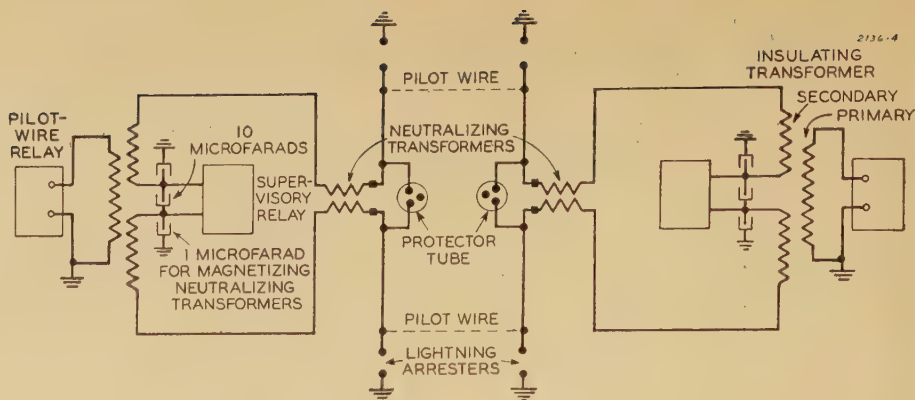 2136-4
PILOT WIRE
INSULATING
TRANSFORMER
SECONDARY
PRIMARY
PILOT-
WIRE
RELAY
10
MICROFARADS
NEUTRALIZING
TRANSFORMERS
SUPER-
VISORY
RELAY
PROTECTOR
TUBE
1 MICROFARAD
FOR MAGNETIZING
NEUTRALIZING
TRANSFORMERS
PILOT WIRE
LIGHTNING
ARRESTERS